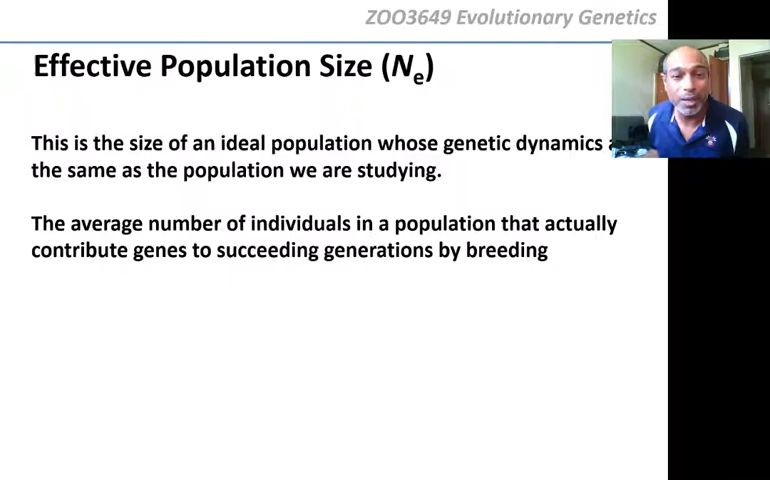 ZOO3649 Evolutionary Genetics
Effective Population Size (Ne)
This is the size of an ideal population whose genetic dynamics
the same as the population we are studying.
The average number of individuals in a population that actually
contribute genes to succeeding generations by breeding